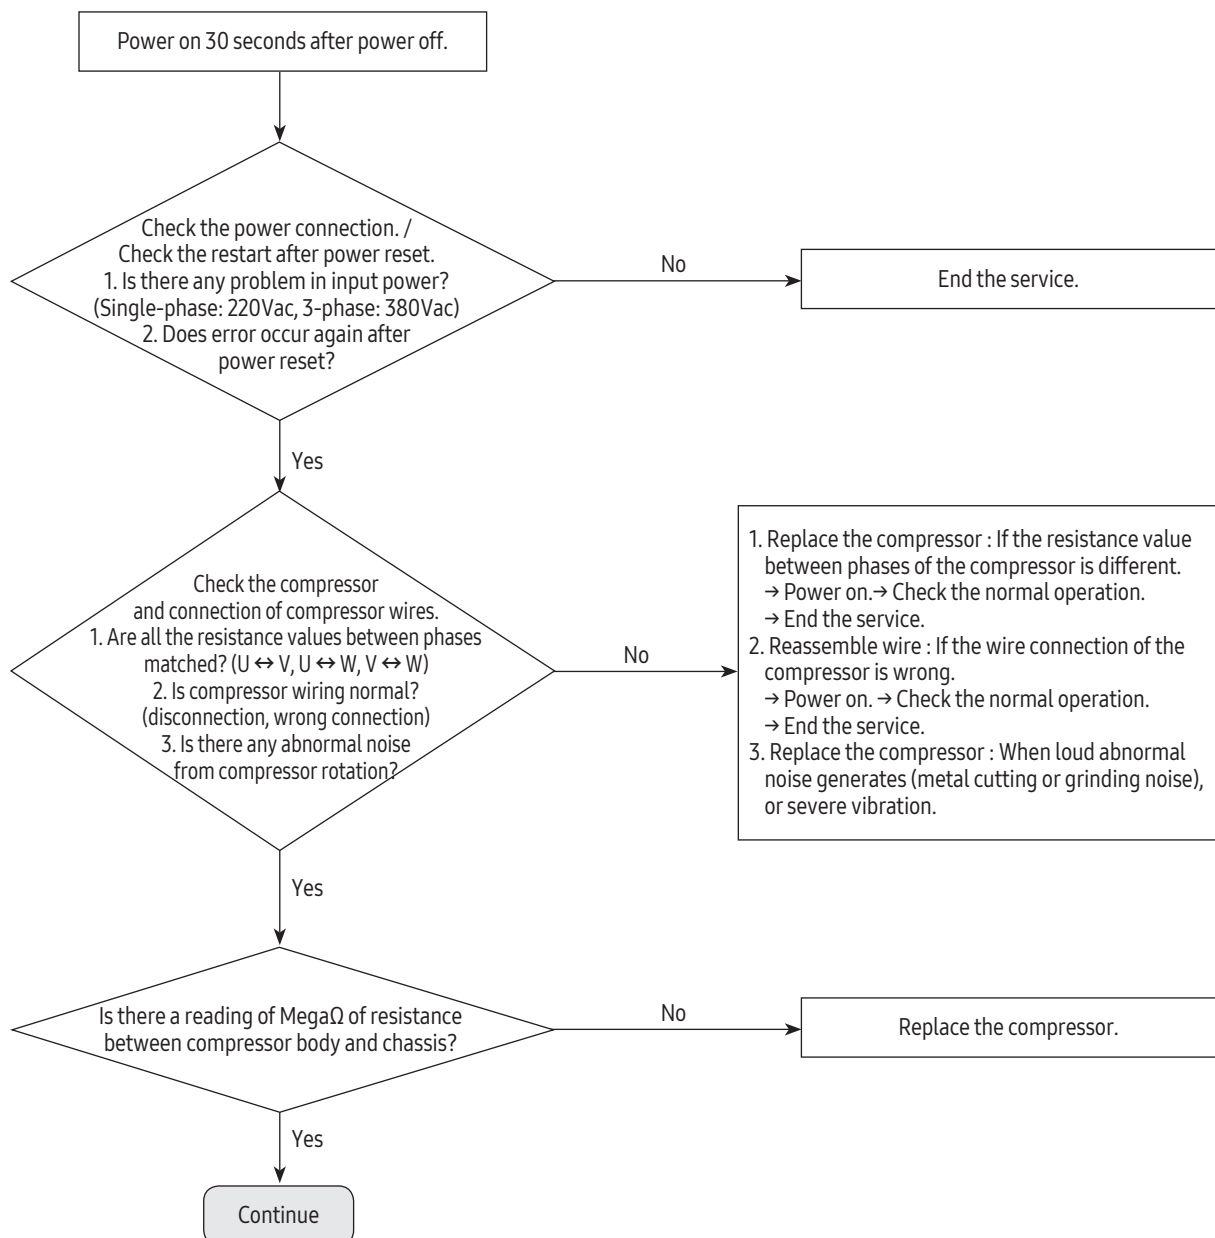 Power on 30 seconds after power off.
Check the power connection. /
Check the restart after power reset.
1. Is there any problem in input power?
(Single-phase: 220Vac, 3-phase: 380Vac)
2. Does error occur again after
power reset?
No
End the service.
Yes
Check the compressor
and connection of compressor wires.
1. Are all the resistance values between phases
matched? (U ↔ V, U ↔ W, V ↔ W)
2. Is compressor wiring normal?
(disconnection, wrong connection)
3. Is there any abnormal noise
from compressor rotation?
No
1. Replace the compressor : If the resistance value
between phases of the compressor is different.
→ Power on.→ Check the normal operation.
→ End the service.
2. Reassemble wire : If the wire connection of the
compressor is wrong.
→ Power on. → Check the normal operation.
→ End the service.
3. Replace the compressor : When loud abnormal
noise generates (metal cutting or grinding noise),
or severe vibration.
Yes
Is there a reading of MegaΩ of resistance
between compressor body and chassis?
No
Replace the compressor.
Yes
Continue